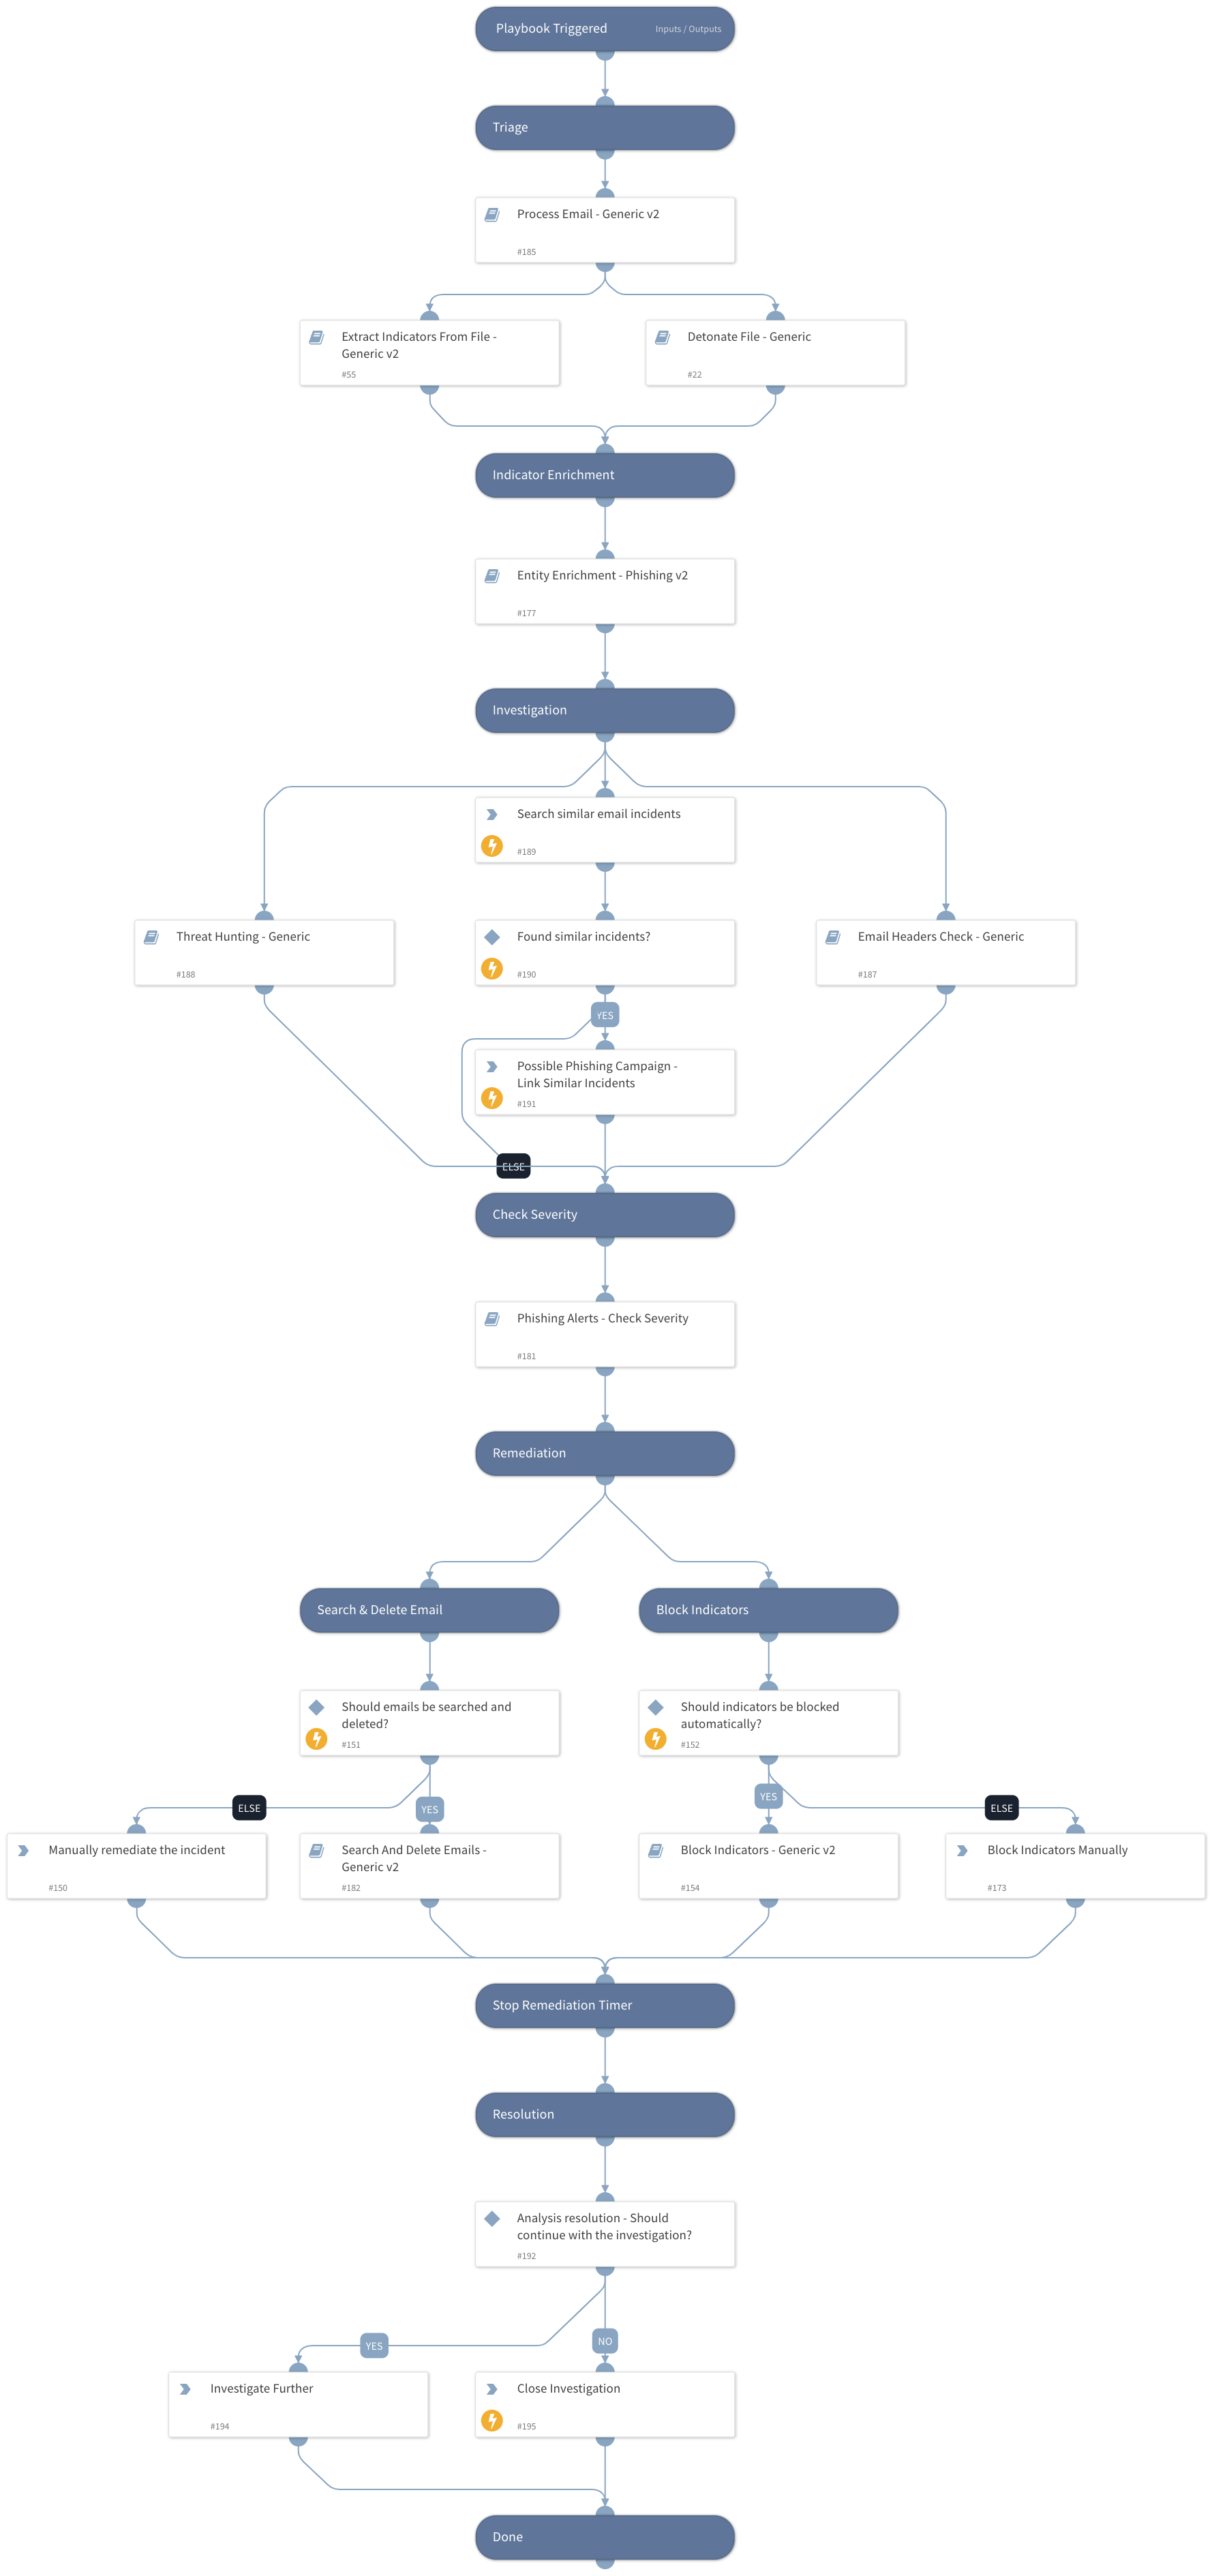 Playbook Triggered
Inputs / Outputs
Triage
Process Email - Generic v2
#185
Extract Indicators From File -
Generic v2
#55
Detonate File - Generic
#22
Indicator Enrichment
Entity Enrichment - Phishing v2
#177
Investigation
Search similar email incidents
#189
Threat Hunting - Generic
#188
Found similar incidents?
#190
Email Headers Check - Generic
#187
YES
Possible Phishing Campaign -
Link Similar Incidents
#191
ELSE
Check Severity
Phishing Alerts - Check Severity
#181
Remediation
Search & Delete Email
Block Indicators
Should emails be searched and
deleted?
#151
Should indicators be blocked
automatically?
#152
ELSE
YES
YES
ELSE
Manually remediate the incident
#150
Search And Delete Emails -
Generic v2
#182
Block Indicators - Generic v2
#154
Block Indicators Manually
#173
Stop Remediation Timer
Resolution
Analysis resolution - Should
continue with the investigation?
#192
YES
NO
Investigate Further
#194
Close Investigation
#195
Done